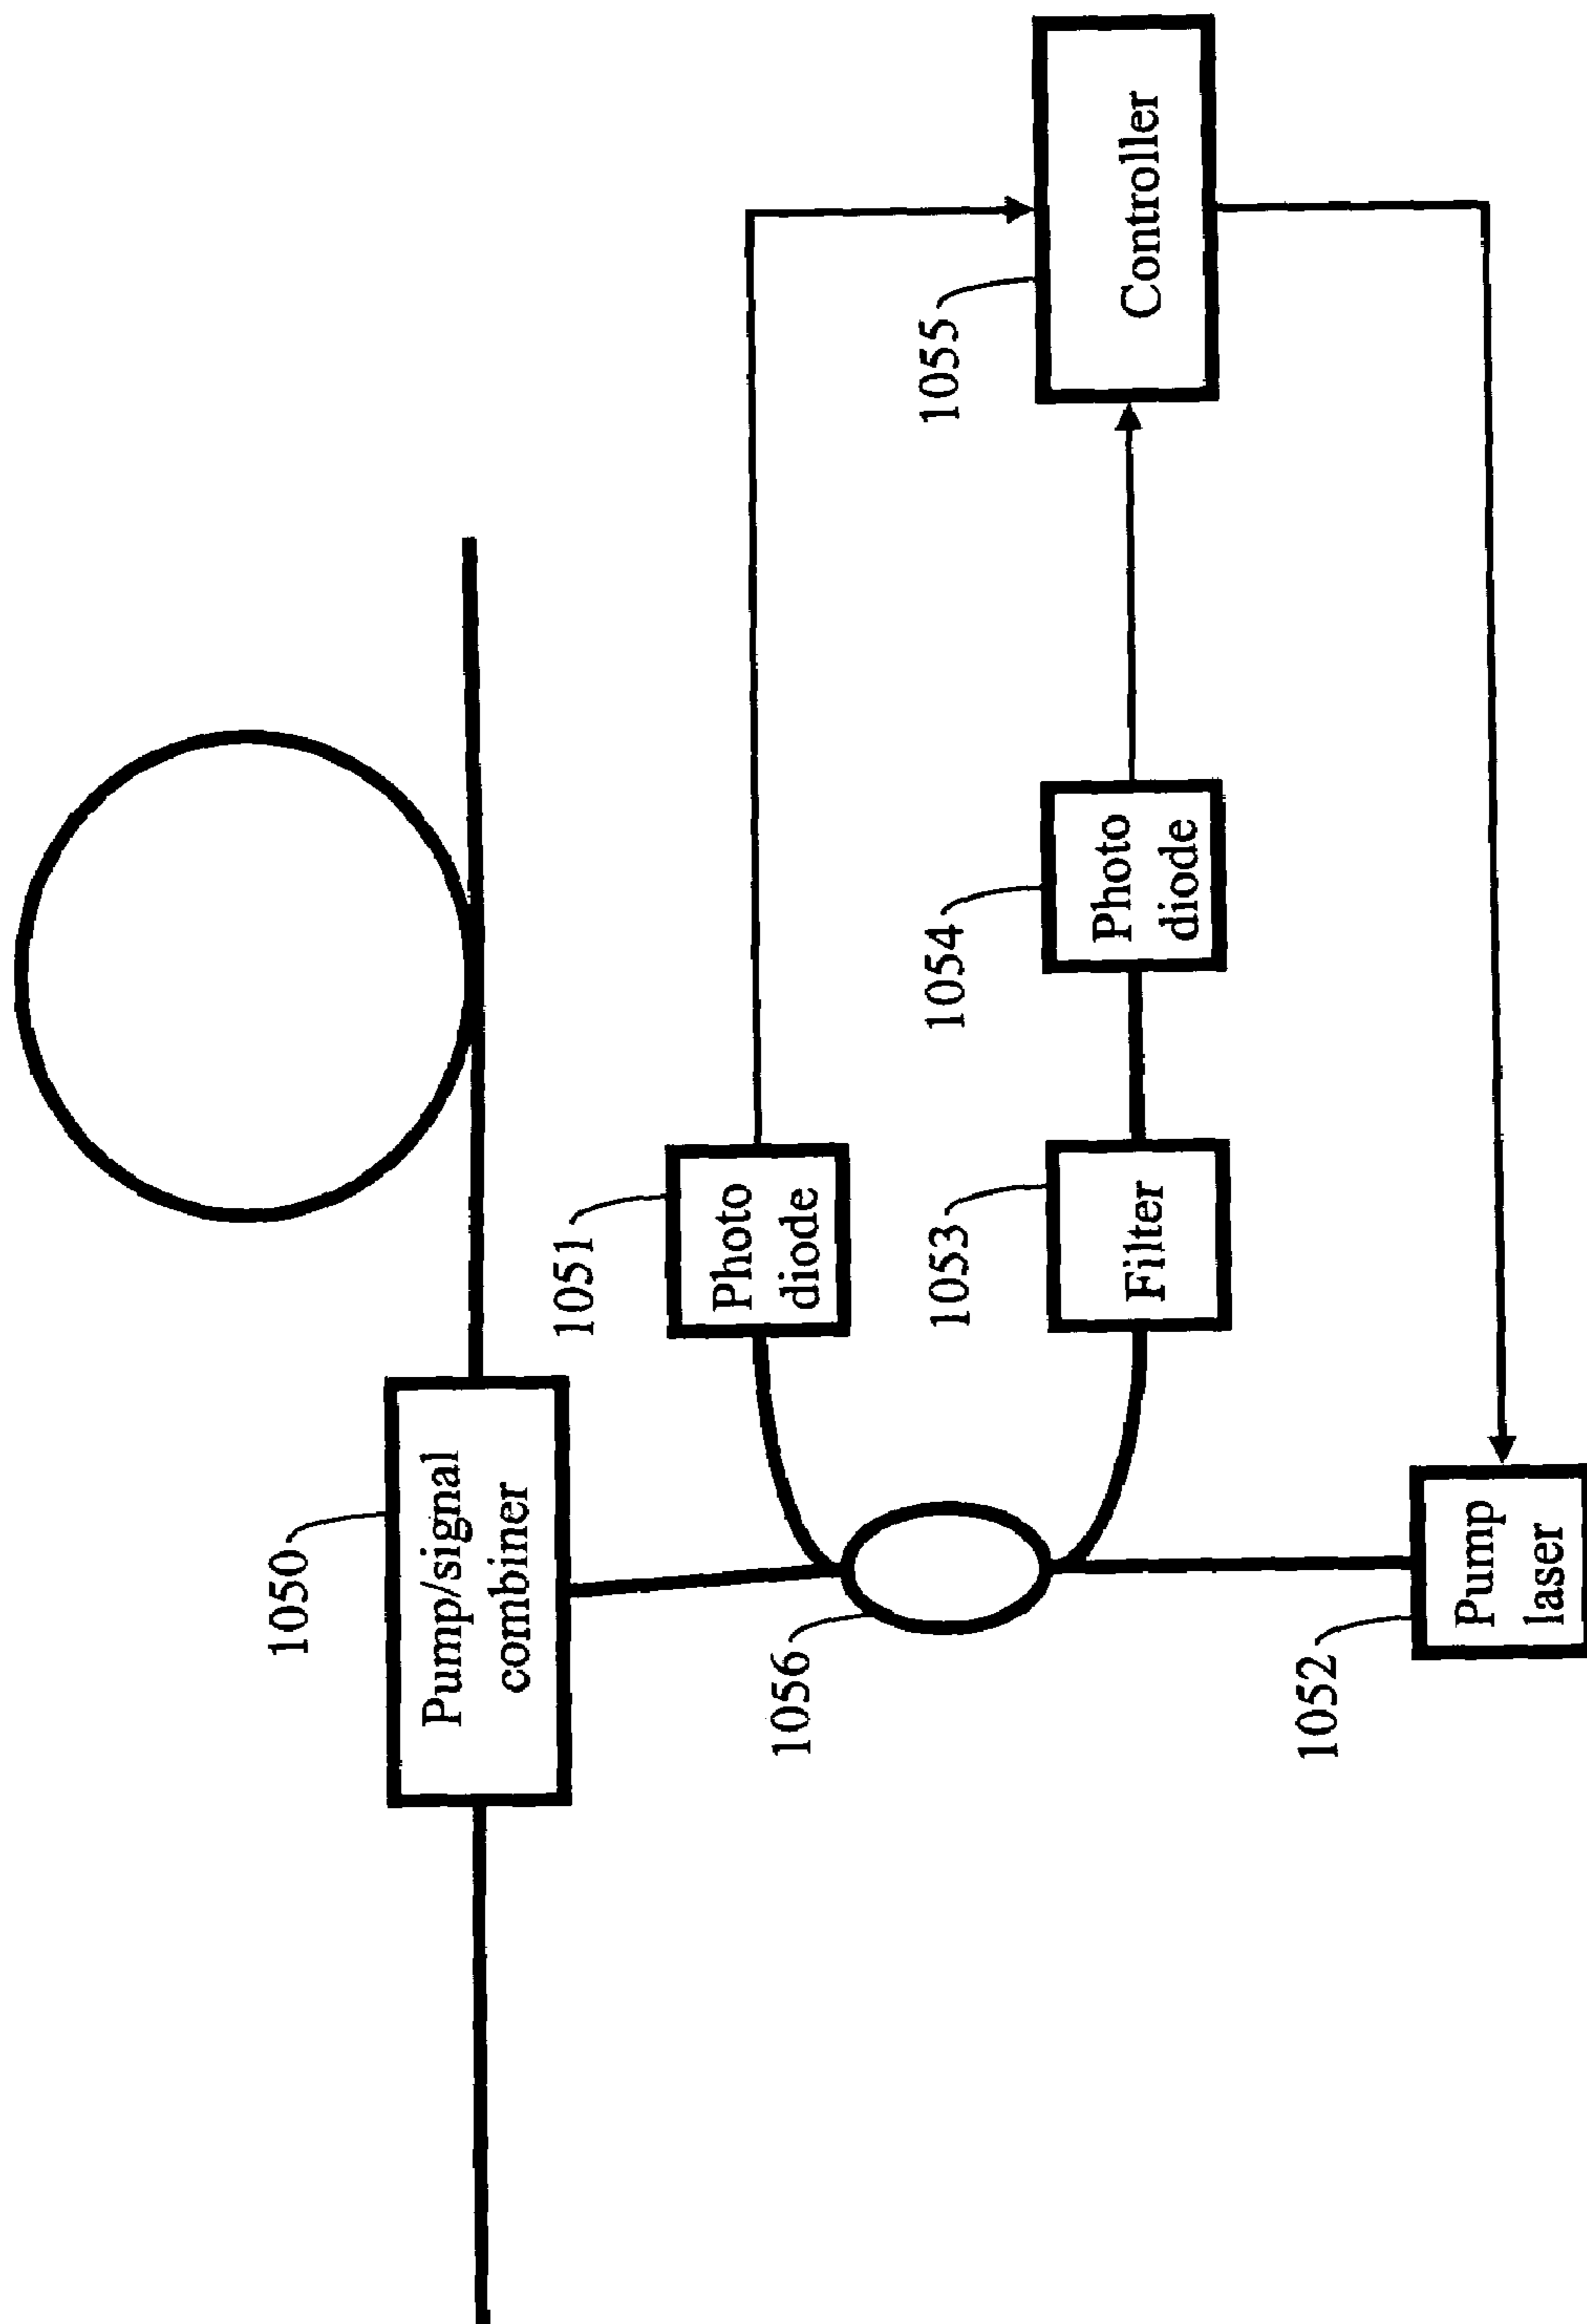 1050
Pump/signal
combiner
1056
1052
Pump
laser
1051
Photo
diode
1053
Filter
1054
Photo
diode
1055
Controller